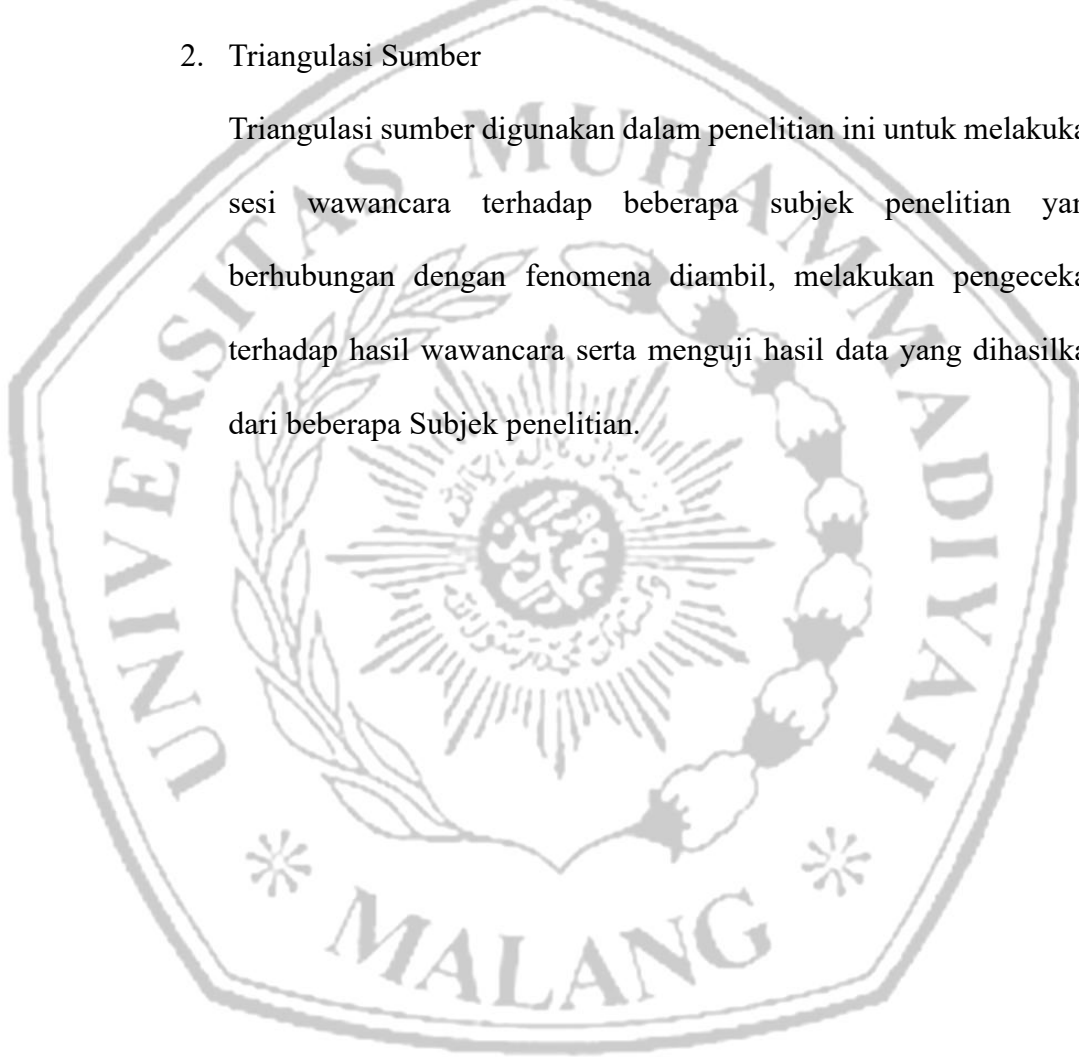 2. Triangulasi Sumber
Triangulasi sumber digunakan dalam penelitian ini untuk melakuka
sesi wawancara terhadap beberapa subjek penelitian yan
berhubungan dengan fenomena diambil, melakukan pengeceka
terhadap hasil wawancara serta menguji hasil data yang dihasilka
dari beberapa Subjek penelitian.
UNIVERSITAS MUHAMMADIYAH
MALANG